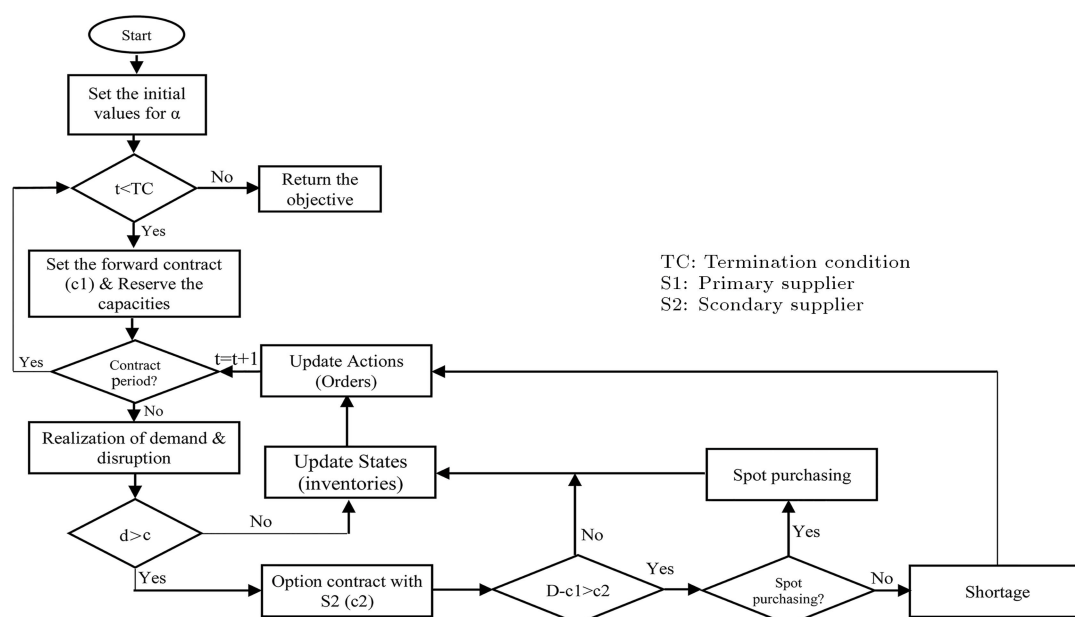 Start
Set the initial
values for α
t<TC
No
Return the
objective
Yes
Set the forward contract
(c1) & Reserve the
capacities
TC: Termination condition
S1: Primary supplier
S2: Scondary supplier
Yes
Contract
period?
t=t+1
Update Actions
(Orders)
No
Realization of demand &
disruption
Update States
(inventories)
Spot purchasing
d>c
No
No
Yes
Yes
Option contract with
S2 (c2)
D-c1>c2
Yes
Spot
purchasing?
No
Shortage